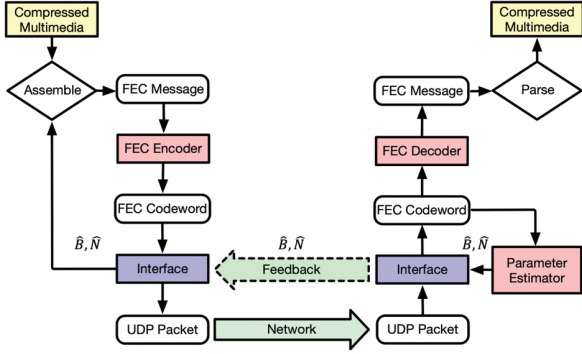 Compressed
Multimedia
Assemble
FEC Message
FEC Encoder
FEC Codeword
B̂, N̂
Interface
UDP Packet
B̂, N̂
Feedback
Network
Compressed
Multimedia
FEC Message
Parse
FEC Decoder
FEC Codeword
B̂, N̂
Interface
Parameter
Estimator
UDP Packet